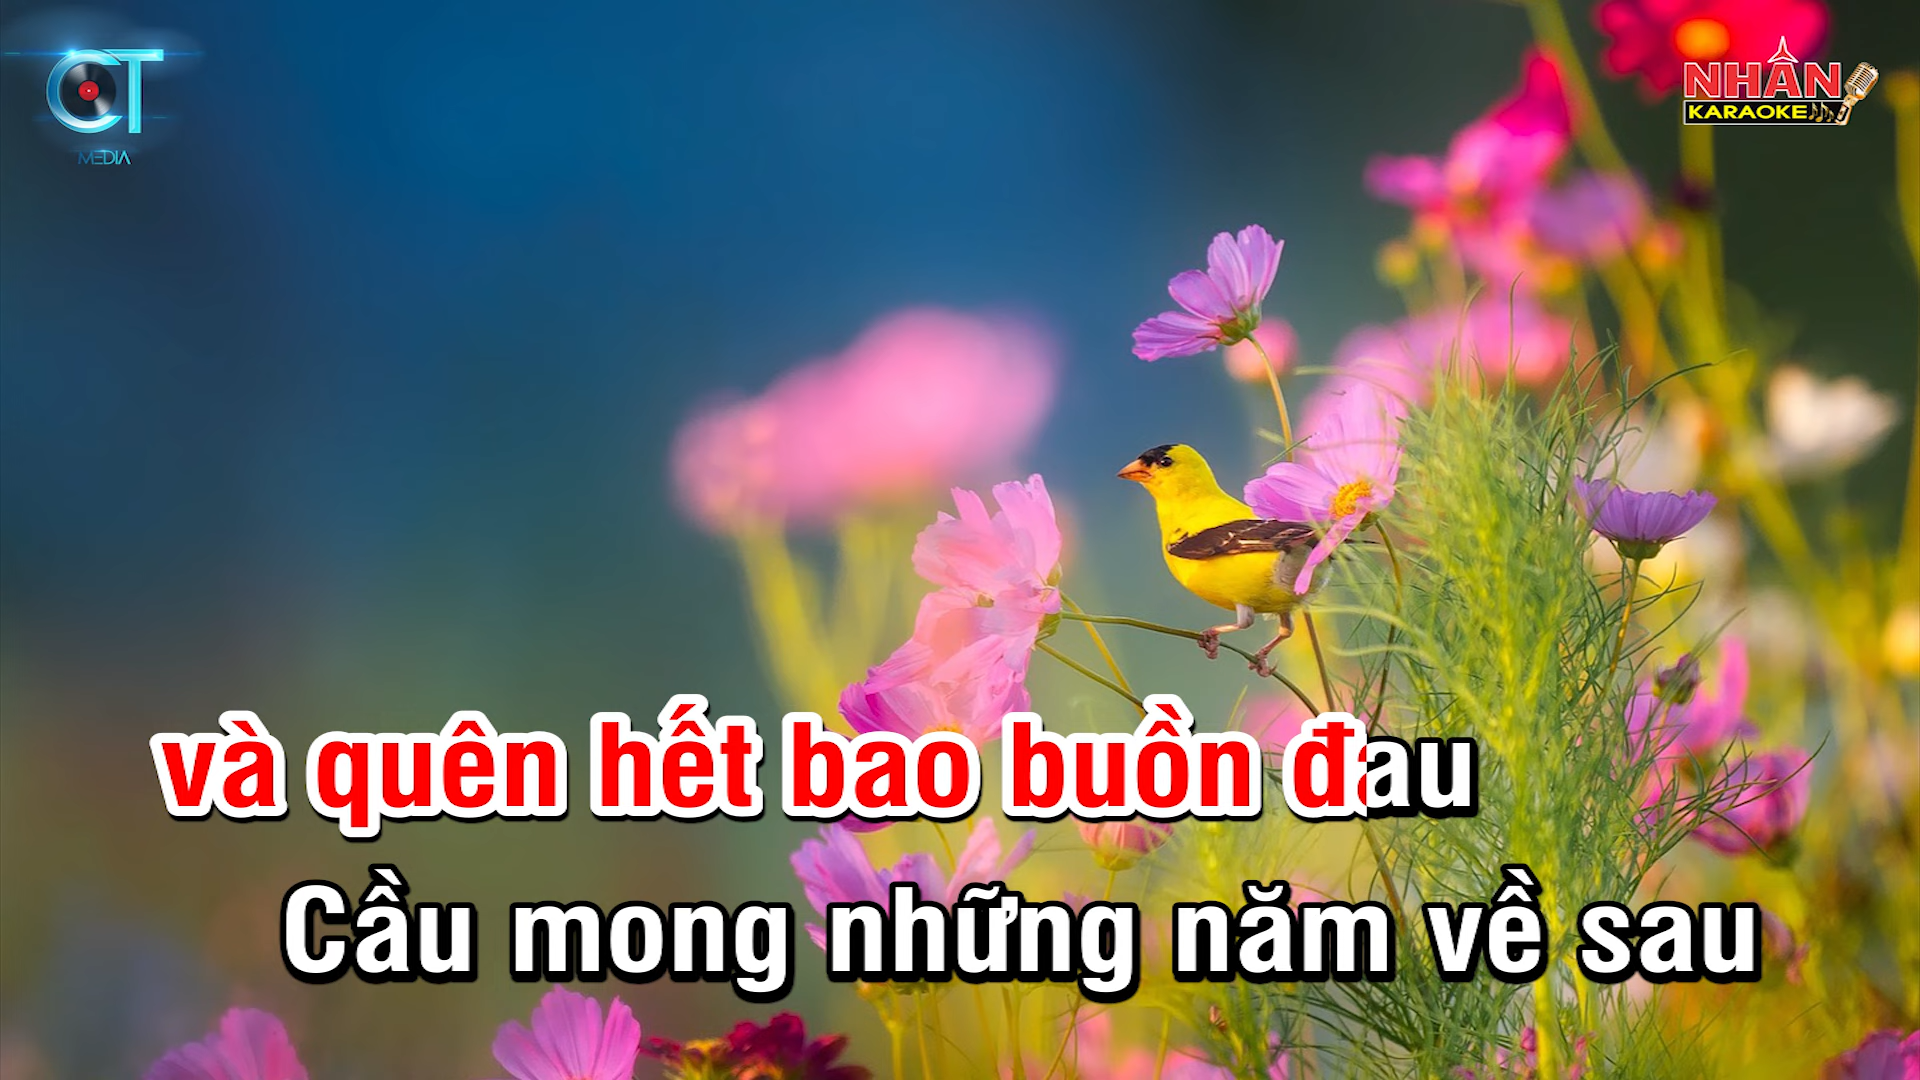 CT
MEDIA
NHÂN
KARAOKE
và quên hết bao buồn đau
Cầu mong những năm về sau